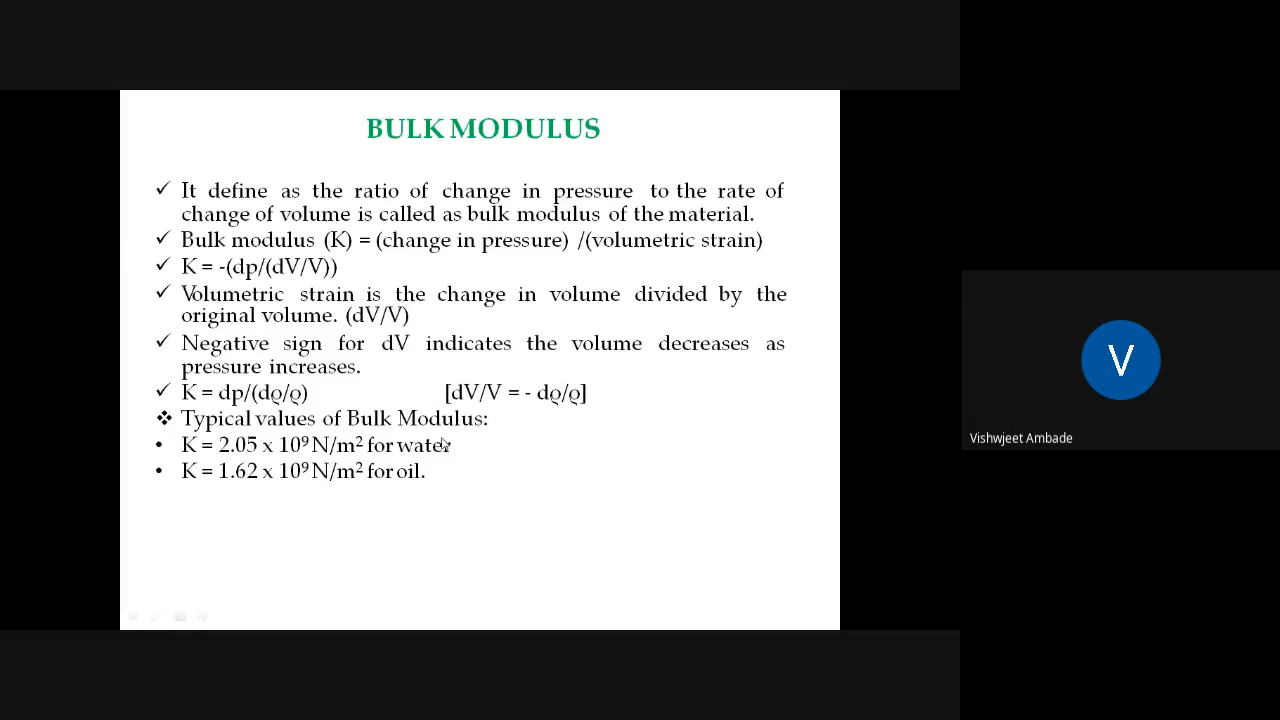 BULK MODULUS
✓ It define as the ratio of change in pressure to the rate of
change of volume is called as bulk modulus of the material.
✓ Bulk modulus (K) = (change in pressure) /(volumetric strain)
✓ K = -(dp/(dV/V))
✓ Volumetric strain is the change in volume divided by the
original volume. (dV/V)
✓ Negative sign for dV indicates the volume decreases as
pressure increases.
✓ K = dp/(dϱ/ϱ) [dV/V = - dϱ/ϱ]
❖ Typical values of Bulk Modulus:
• K = 2.05 x 10⁹ N/m² for water
• K = 1.62 x 10⁹ N/m² for oil.
V
Vishwjeet Ambade